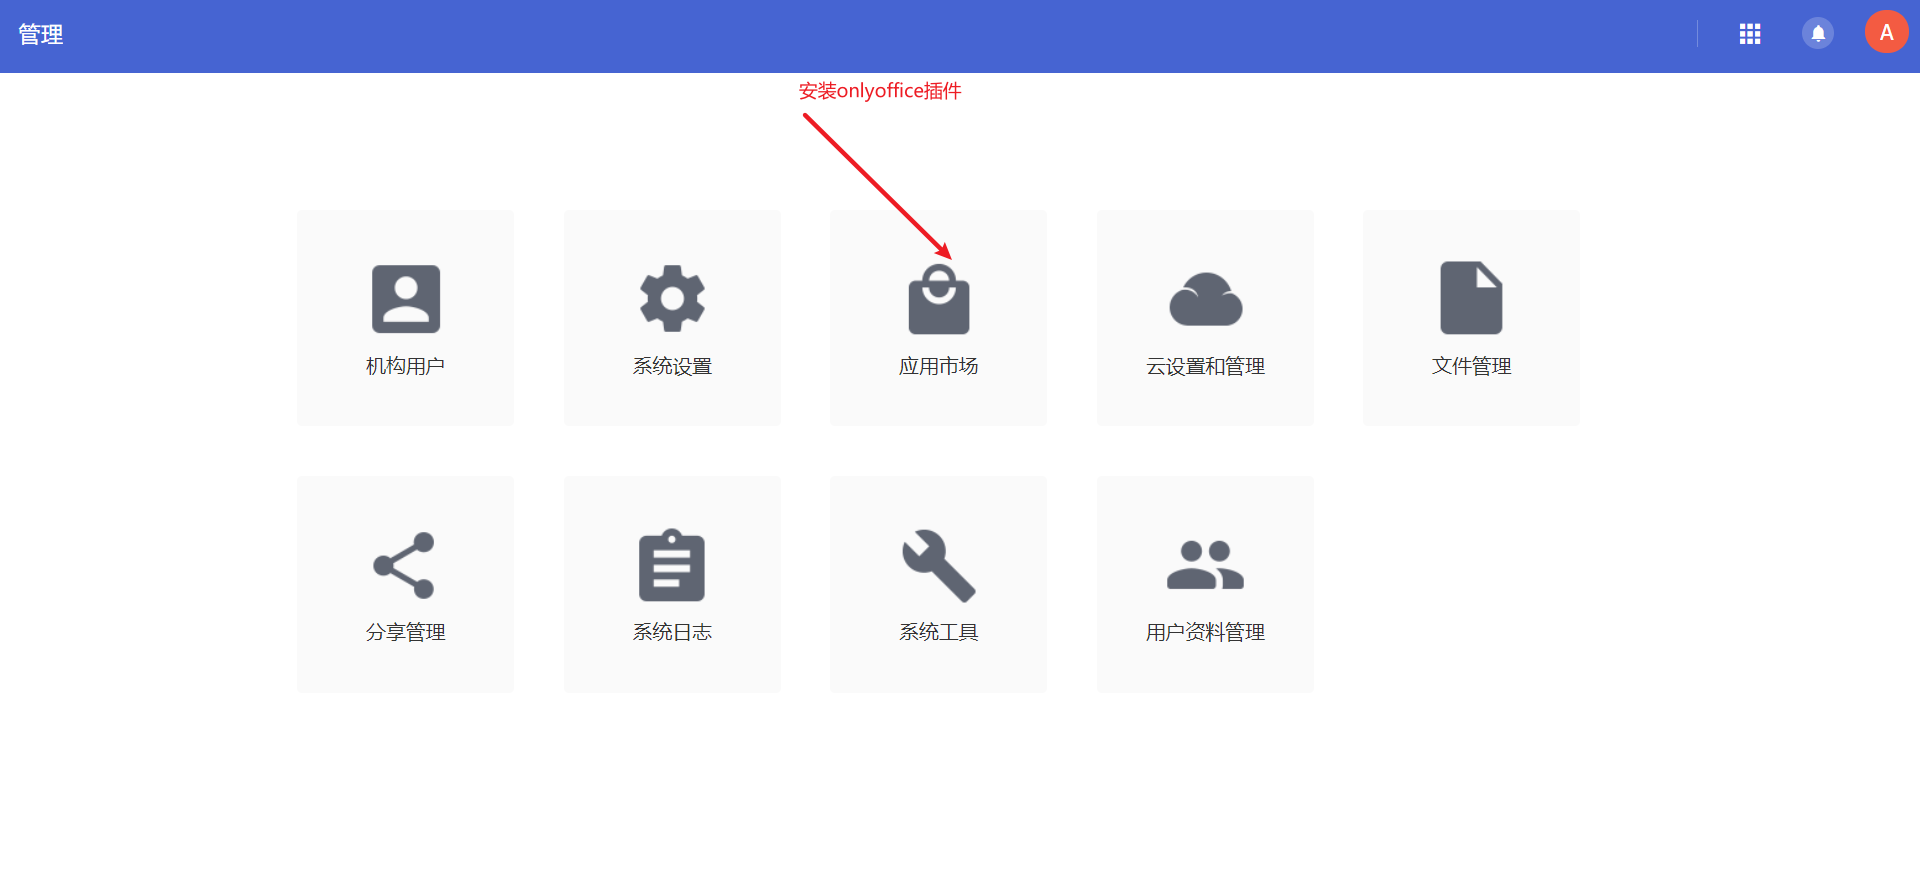 管理
A
安装onlyoffice插件
机构用户
系统设置
应用市场
云设置和管理
文件管理
分享管理
系统日志
系统工具
用户资料管理